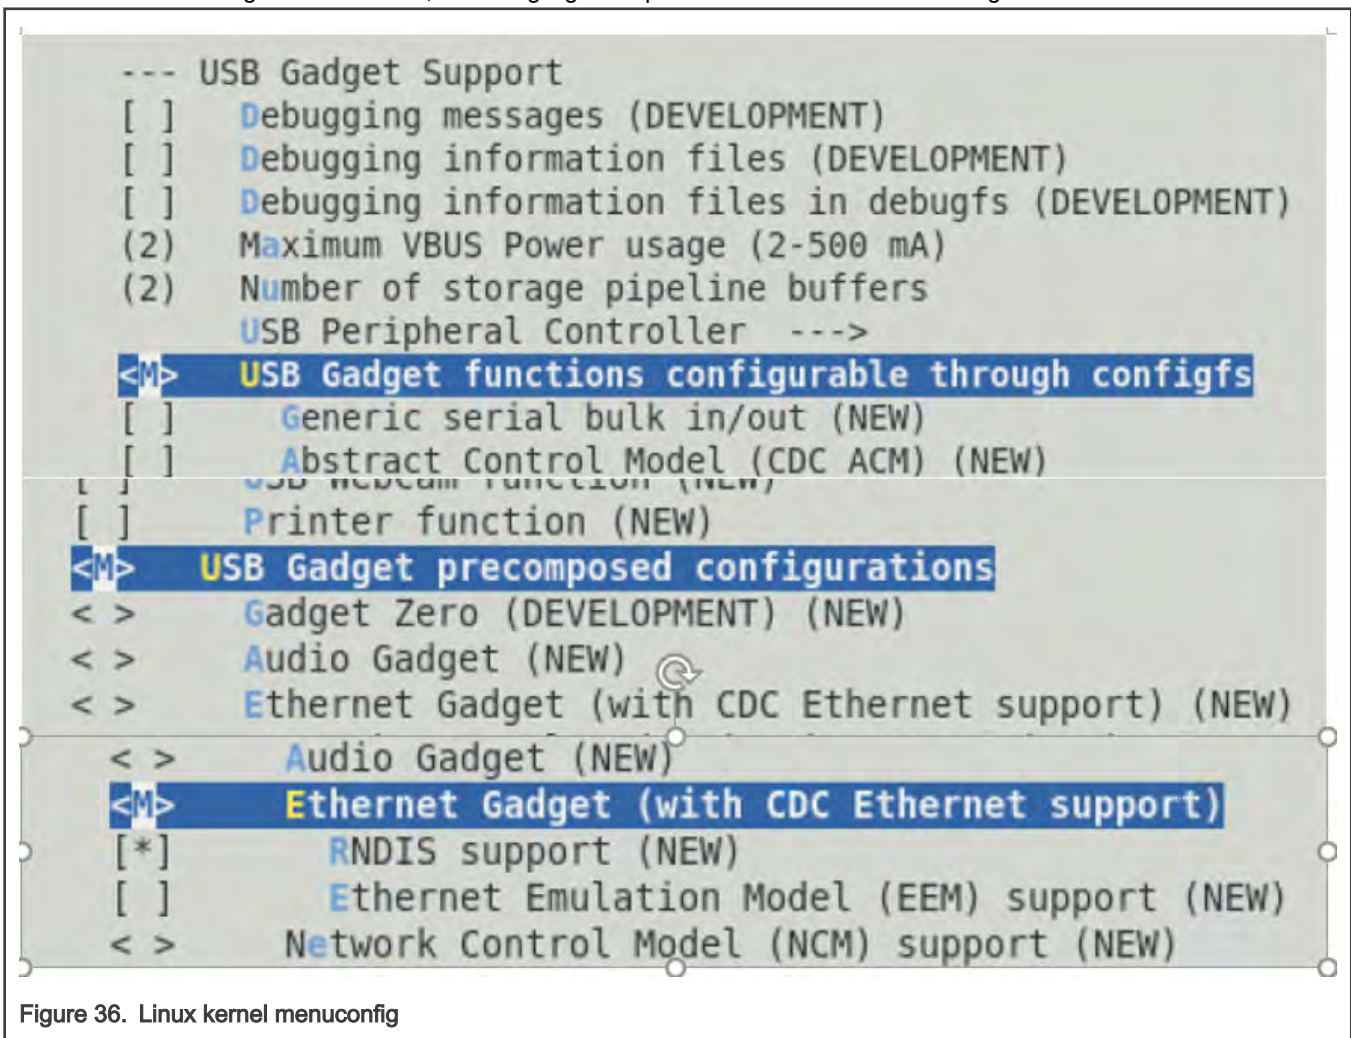 --- USB Gadget Support
[ ] Debugging messages (DEVELOPMENT)
[ ] Debugging information files (DEVELOPMENT)
[ ] Debugging information files in debugfs (DEVELOPMENT)
(2) Maximum VBUS Power usage (2-500 mA)
(2) Number of storage pipeline buffers
USB Peripheral Controller --->
<M> USB Gadget functions configurable through configfs
[ ] Generic serial bulk in/out (NEW)
[ ] Abstract Control Model (CDC ACM) (NEW)
[ ] USB Webcam function (NEW)
[ ] Printer function (NEW)
<M> USB Gadget precomposed configurations
< > Gadget Zero (DEVELOPMENT) (NEW)
< > Audio Gadget (NEW)
< > Ethernet Gadget (with CDC Ethernet support) (NEW)
< > Audio Gadget (NEW)
<M> Ethernet Gadget (with CDC Ethernet support)
[*] RNDIS support (NEW)
[ ] Ethernet Emulation Model (EEM) support (NEW)
< > Network Control Model (NCM) support (NEW)
Figure 36. Linux kernel menuconfig